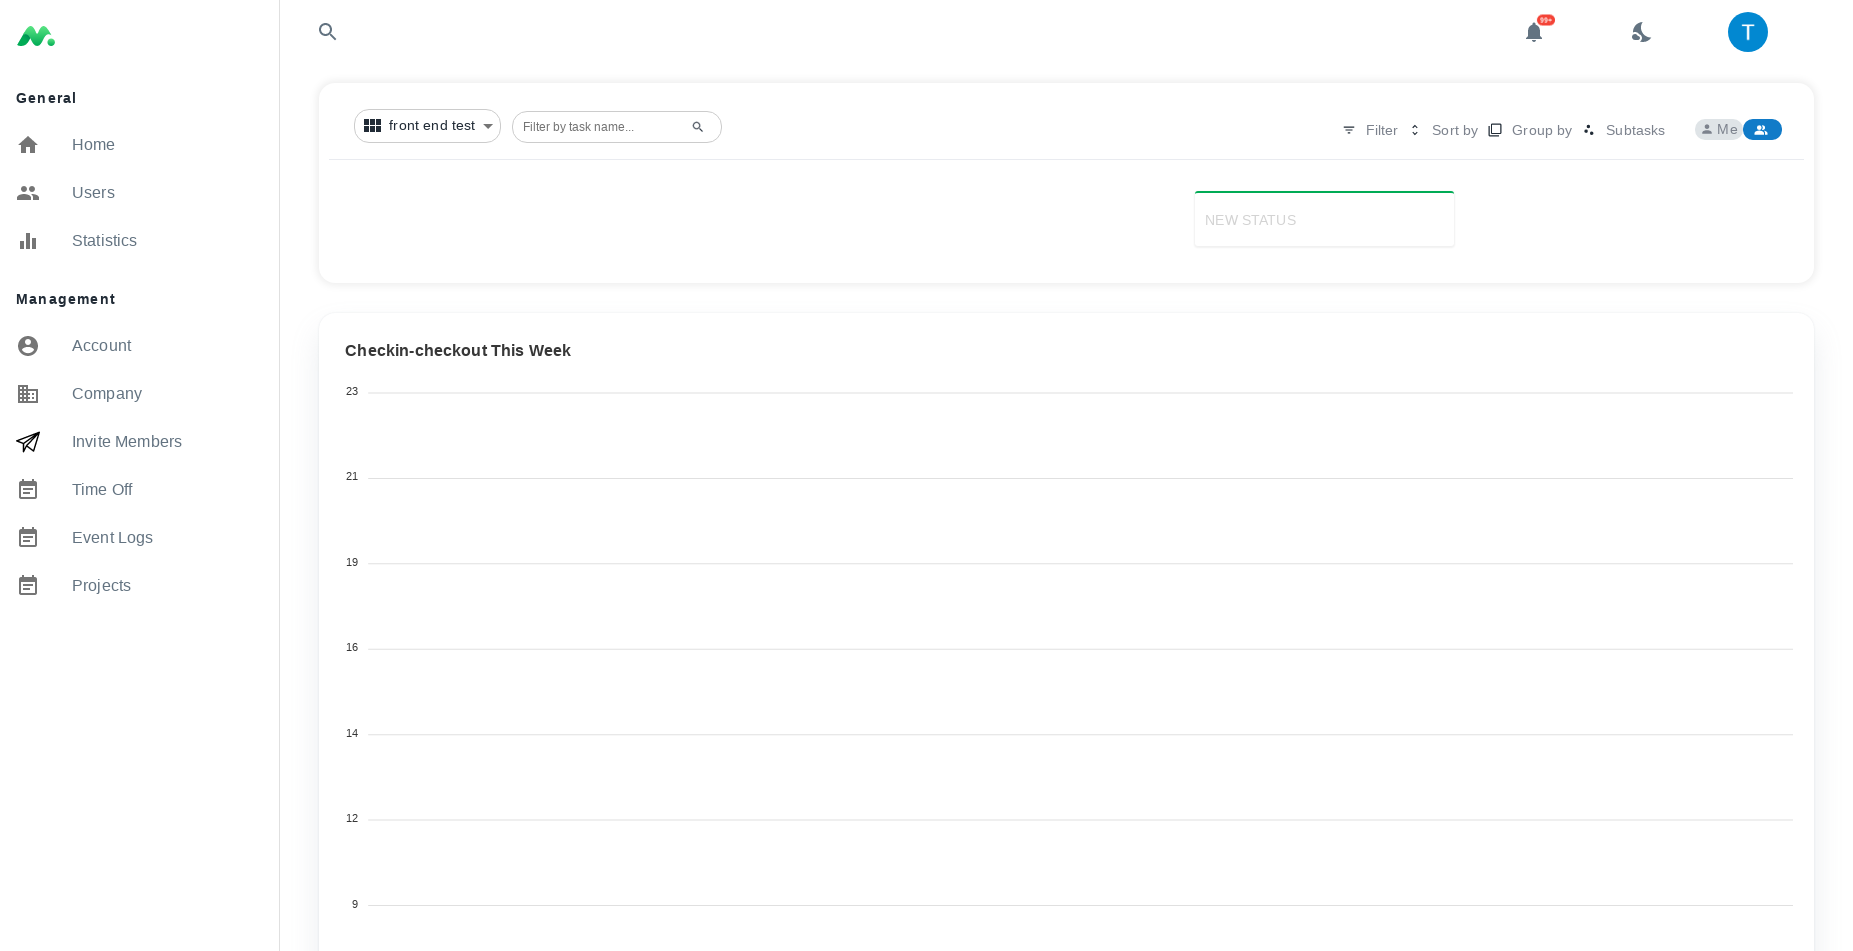 99+
T
General
Home
Users
Statistics
Management
Account
Company
Invite Members
Time Off
Event Logs
Projects
front end test
Filter by task name...
Filter
Sort by
Group by
Subtasks
Me
NEW STATUS
Checkin-checkout This Week
23
21
19
16
14
12
9